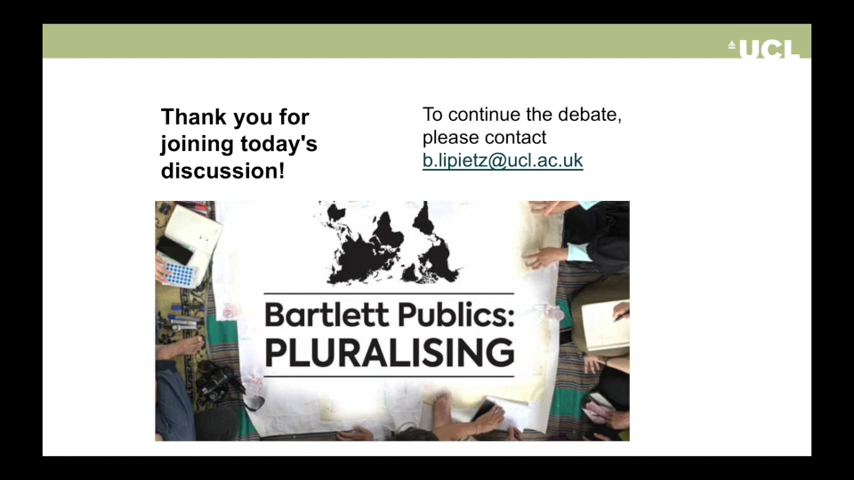 UCL
Thank you for
joining today's
discussion!
To continue the debate,
please contact
b.lipietz@ucl.ac.uk
Bartlett Publics:
PLURALISING